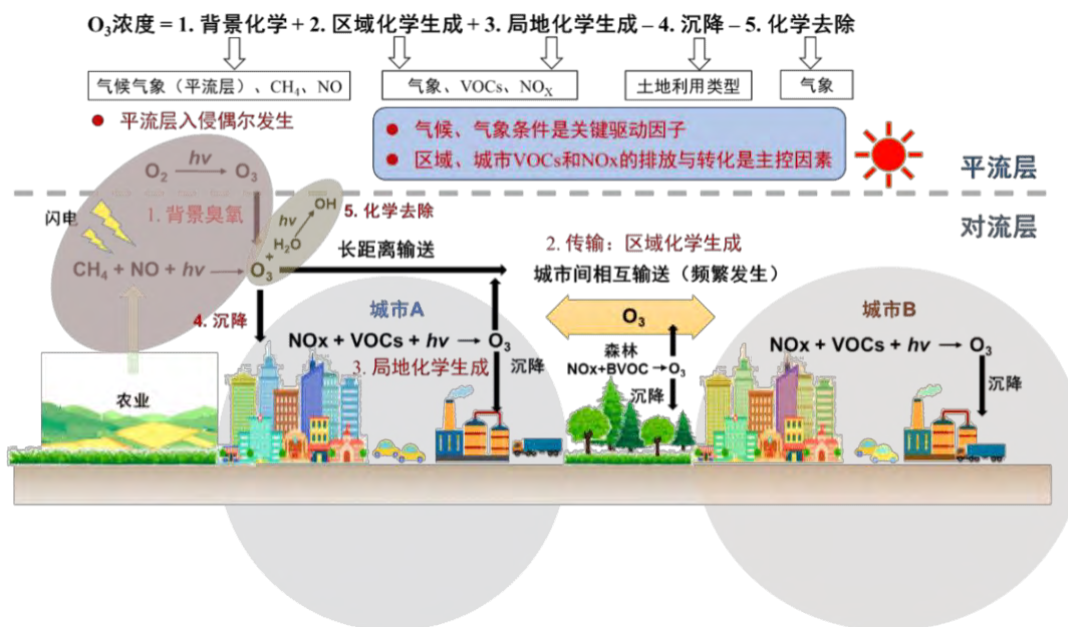 O₃浓度 = 1. 背景化学 + 2. 区域化学生成 + 3. 局地化学生成 – 4. 沉降 – 5. 化学去除
气候气象（平流层）、CH₄、NO
气象、VOCs、NOX
土地利用类型
气象
● 平流层入侵偶尔发生
● 气候、气象条件是关键驱动因子
● 区域、城市VOCs和NOx的排放与转化是主控因素
平流层
对流层
O₂ hv → O₃
闪电
1. 背景臭氧
CH₄ + NO + hv → O₃
+ H₂O hv → OH
5. 化学去除
长距离输送
2. 传输：区域化学生成
城市间相互输送（频繁发生）
O₃
4. 沉降
城市A
NOx + VOCs + hv → O₃
3. 局地化学生成
沉降
农业
森林
NOx+BVOC → O₃
沉降
城市B
NOx + VOCs + hv → O₃
沉降